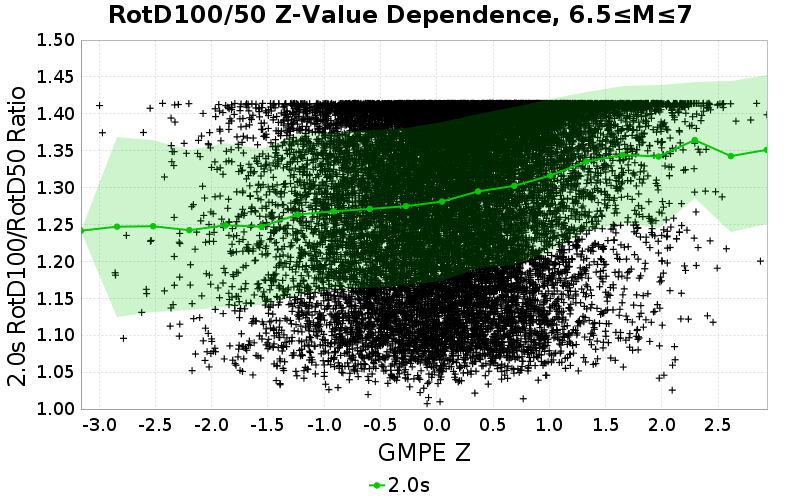 RotD100/50 Z-Value Dependence, 6.5≤M≤7
2.0s RotD100/RotD50 Ratio
1.50
1.45
1.40
1.35
1.30
1.25
1.20
1.15
1.10
1.05
1.00
-3.0 -2.5 -2.0 -1.5 -1.0 -0.5 0.0 0.5 1.0 1.5 2.0 2.5
GMPE Z
2.0s